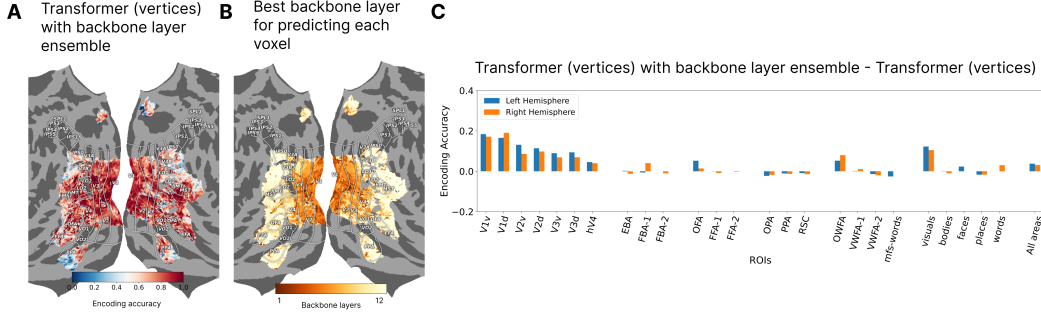 A
Transformer (vertices)
with backbone layer
ensemble
0.0 0.2 0.4 0.6 0.8 1.0
Encoding accuracy
B
Best backbone layer
for predicting each
voxel
1 12
Backbone layers
C
Transformer (vertices) with backbone layer ensemble - Transformer (vertices)
Left Hemisphere
Right Hemisphere
Encoding Accuracy
0.4
0.2
0.0
−0.2
V1v V1d V2v V2d V3v V3d hV4 EBA FBA-1 FBA-2 OFA FFA-1 FFA-2 OPA PPA RSC OWFA VWFA-1 VWFA-2 mfs-words visuals bodies faces places words All areas
ROIs